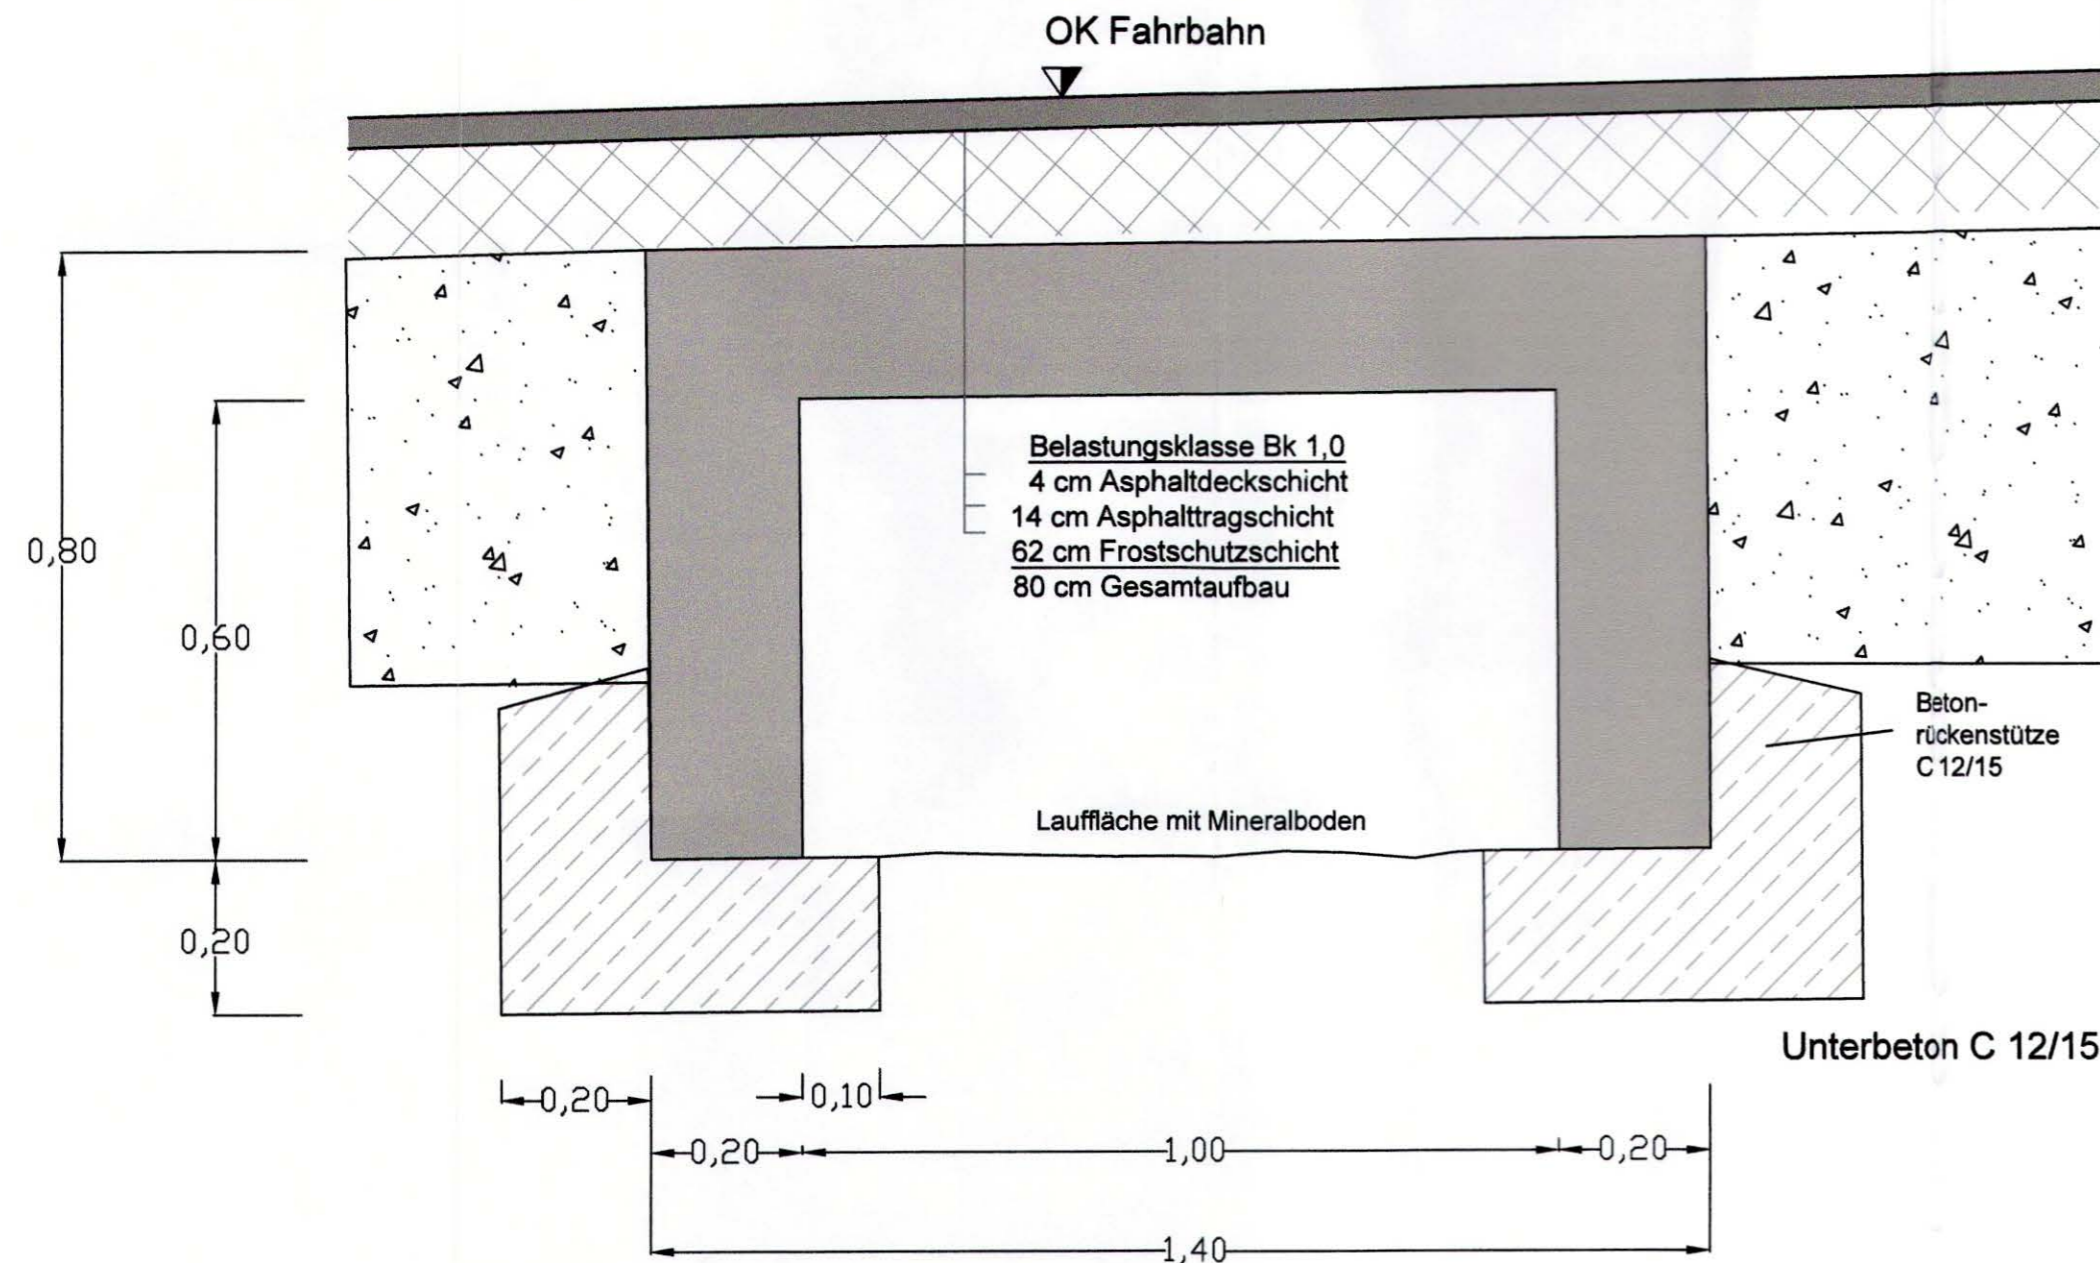 OK Fahrbahn
Belastungsklasse Bk 1,0
4 cm Asphaltdeckschicht
14 cm Asphalttragschicht
62 cm Frostschutzschicht
80 cm Gesamtaufbau
0,80
0,60
Beton-
rückenstütze
C 12/15
Lauffläche mit Mineralboden
0,20
Unterbeton C 12/15
0,20
0,10
0,20
1,00
0,20
1,40